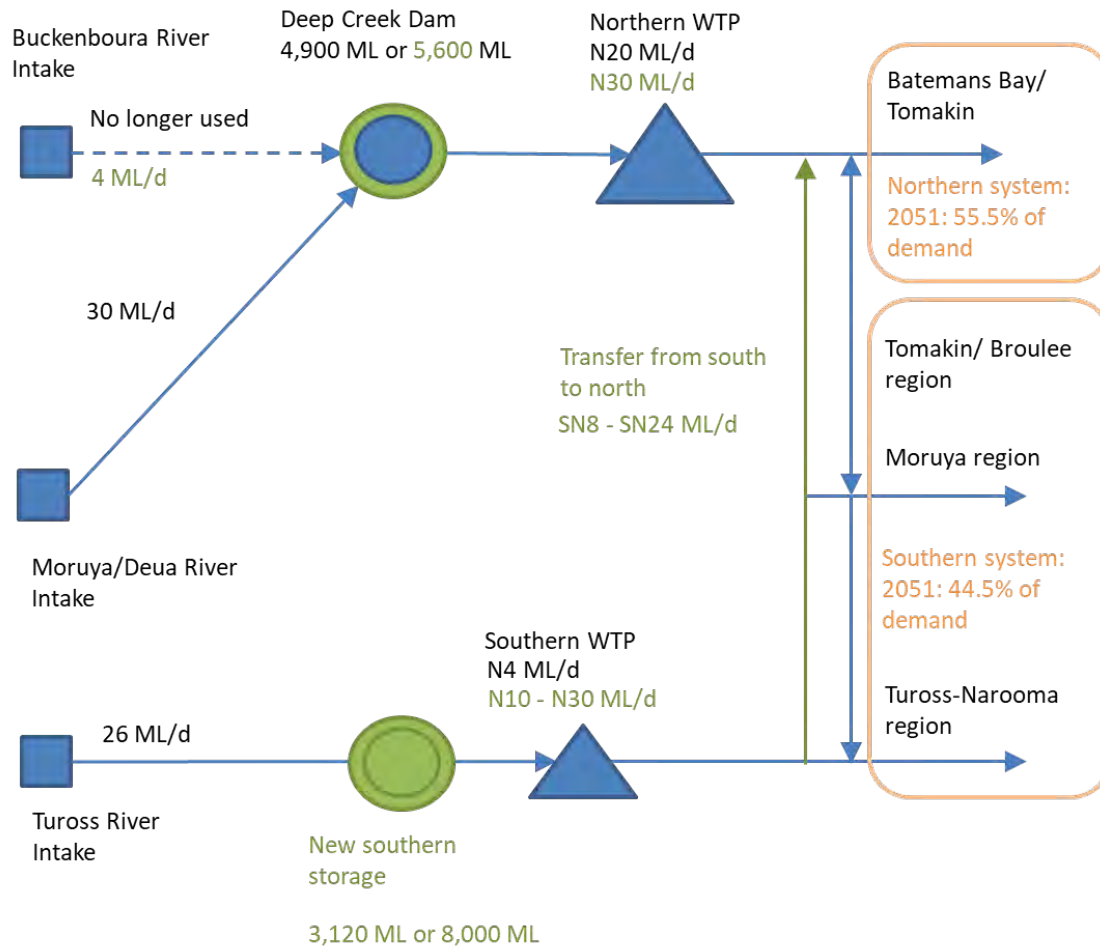 Buckenboura River
Intake
Deep Creek Dam
4,900 ML or 5,600 ML
Northern WTP
N20 ML/d
N30 ML/d
Batemans Bay/
Tomakin
Northern system:
2051: 55.5% of
demand
No longer used
4 ML/d
30 ML/d
Transfer from south
to north
SN8 - SN24 ML/d
Tomakin/ Broulee
region
Moruya region
Southern system:
2051: 44.5% of
demand
Tuross-Narooma
region
Moruya/Deua River
Intake
Southern WTP
N4 ML/d
N10 - N30 ML/d
26 ML/d
Tuross River
Intake
New southern
storage
3,120 ML or 8,000 ML